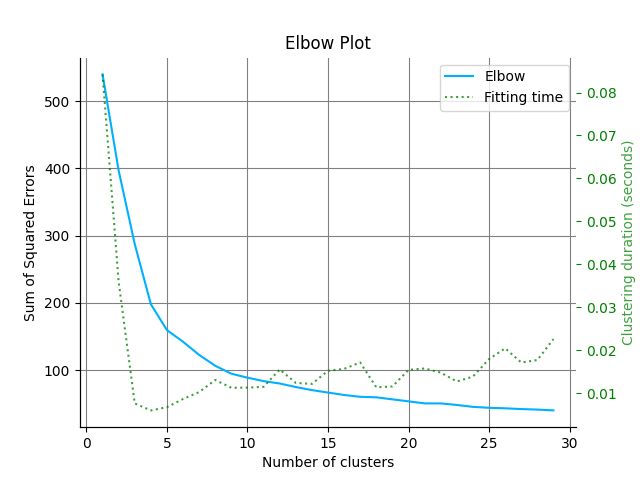 Elbow Plot
Elbow
Fitting time
Sum of Squared Errors
500
400
300
200
100
0.08
0.07
0.06
0.05
0.04
0.03
0.02
0.01
Clustering duration (seconds)
0 5 10 15 20 25 30
Number of clusters